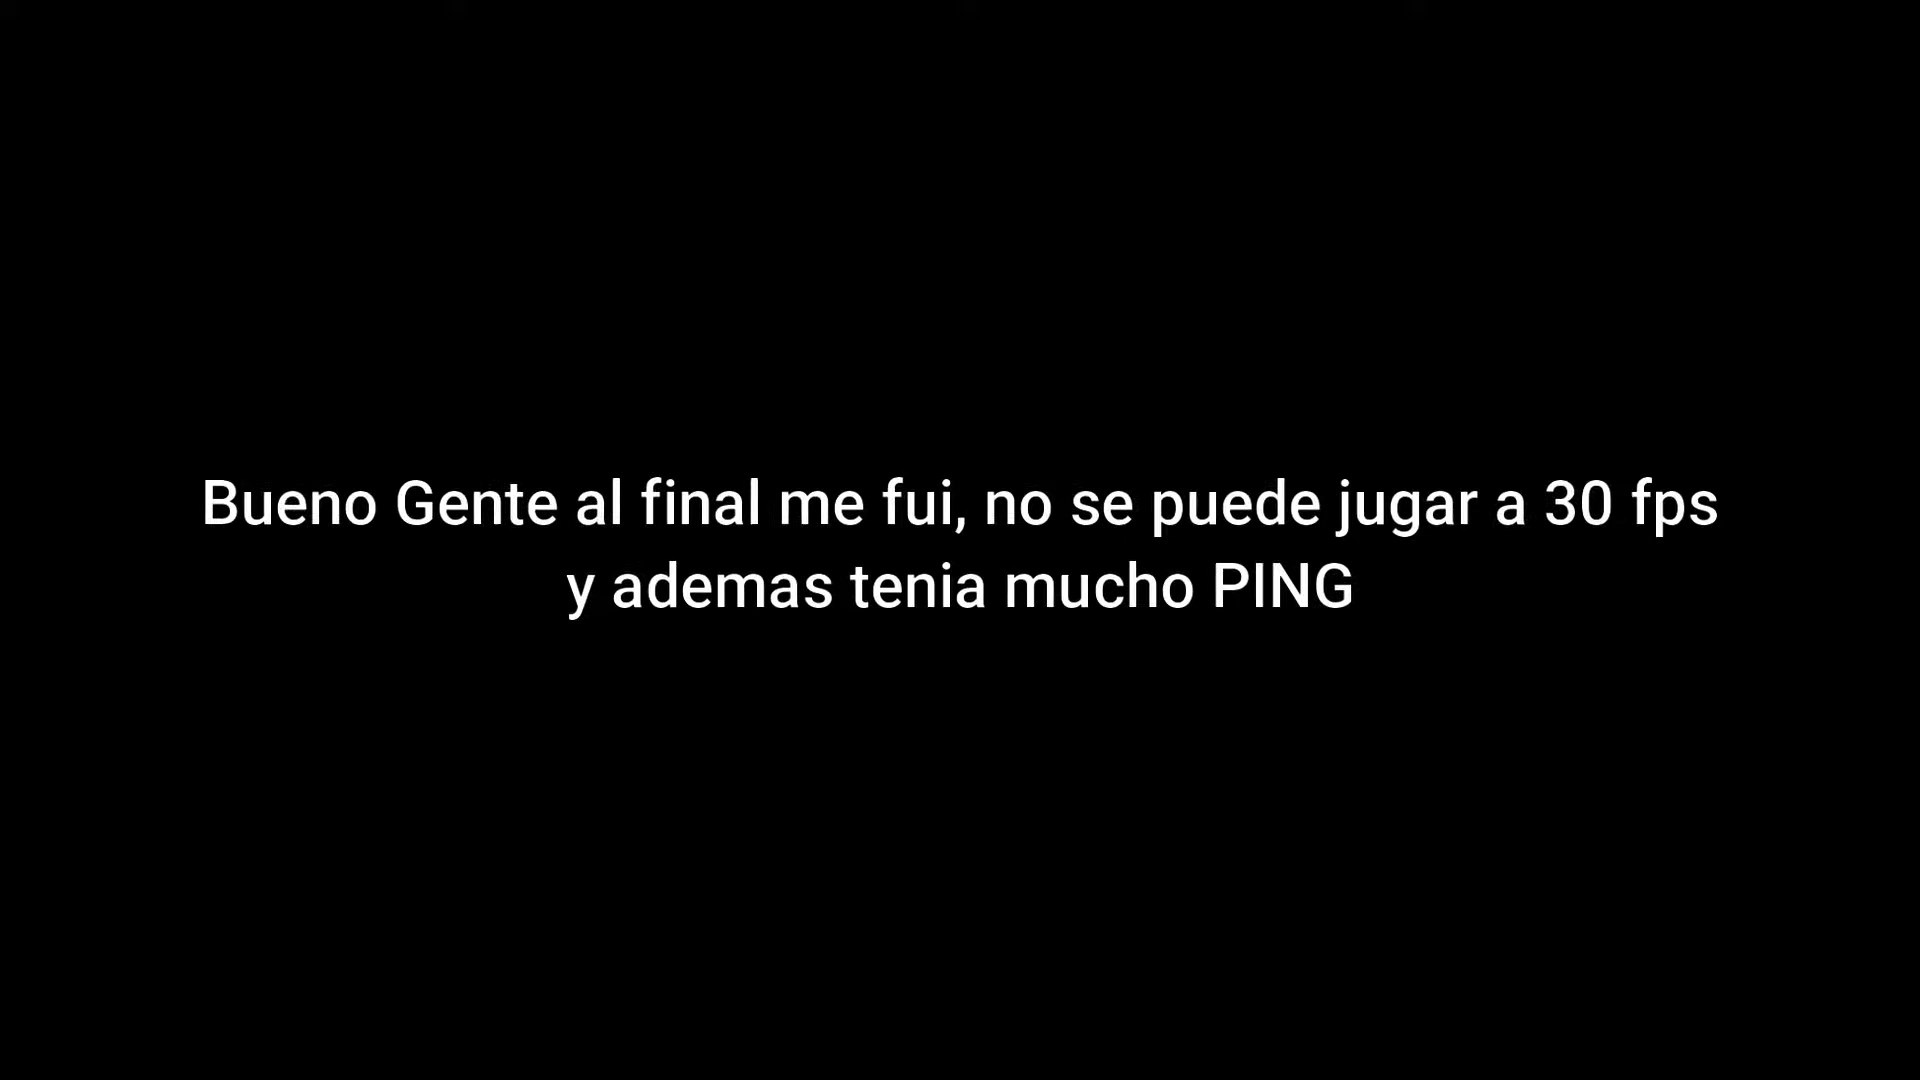 Bueno Gente al final me fui, no se puede jugar a 30 fps
y ademas tenia mucho PING